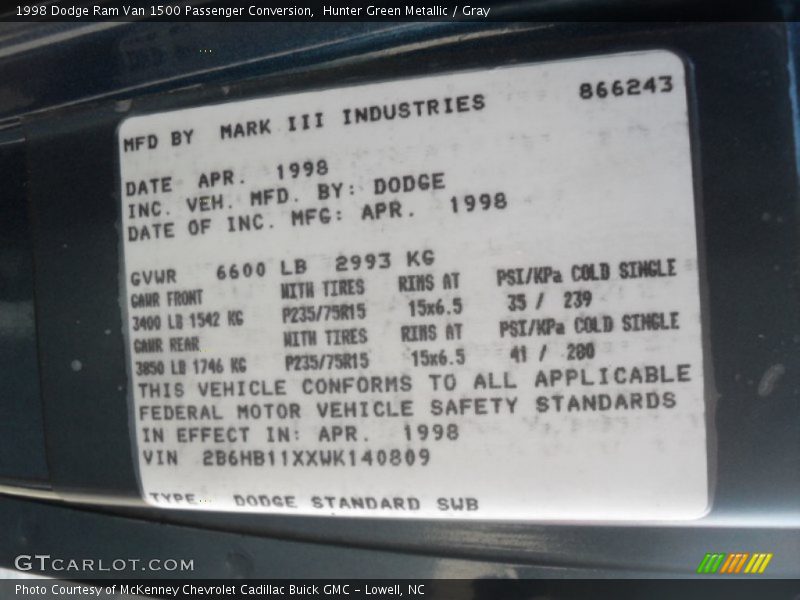 1998 Dodge Ram Van 1500 Passenger Conversion, Hunter Green Metallic / Gray
MFD BY MARK III INDUSTRIES 866243
DATE APR. 1998
INC. VEH. MFD. BY: DODGE
DATE OF INC. MFG: APR. 1998
GVWR 6600 LB 2993 KG
GAWR FRONT WITH TIRES RIMS AT PSI/KPa COLD SINGLE
3400 LB 1542 KG P235/75R15 15x6.5 35 / 239
GAWR REAR WITH TIRES RIMS AT PSI/KPa COLD SINGLE
3850 LB 1746 KG P235/75R15 15x6.5 41 / 280
THIS VEHICLE CONFORMS TO ALL APPLICABLE
FEDERAL MOTOR VEHICLE SAFETY STANDARDS
IN EFFECT IN: APR. 1998
VIN 2B6HB11XXWK140809
TYPE DODGE STANDARD SWB
GTCARLOT.COM
Photo Courtesy of McKenney Chevrolet Cadillac Buick GMC - Lowell, NC